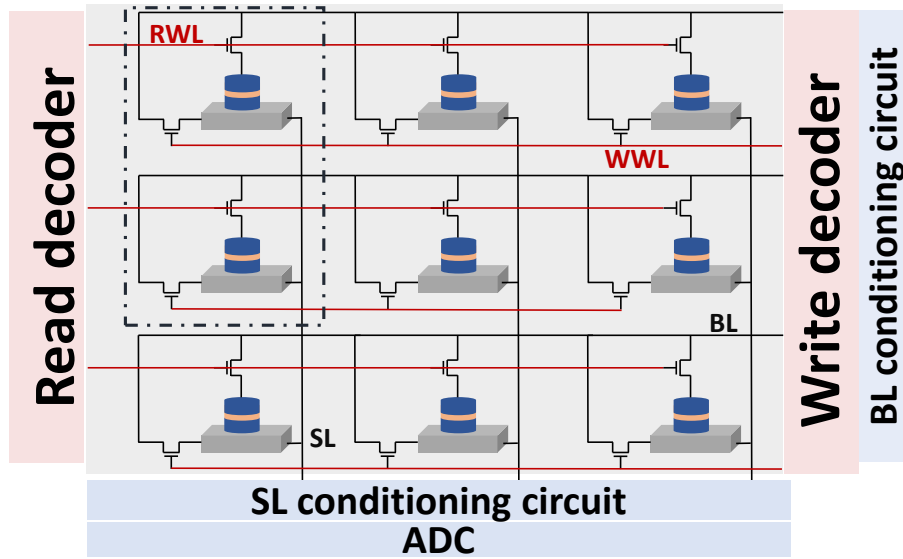 RWL
Read decoder
WWL
Write decoder
BL conditioning circuit
BL
SL
SL conditioning circuit
ADC